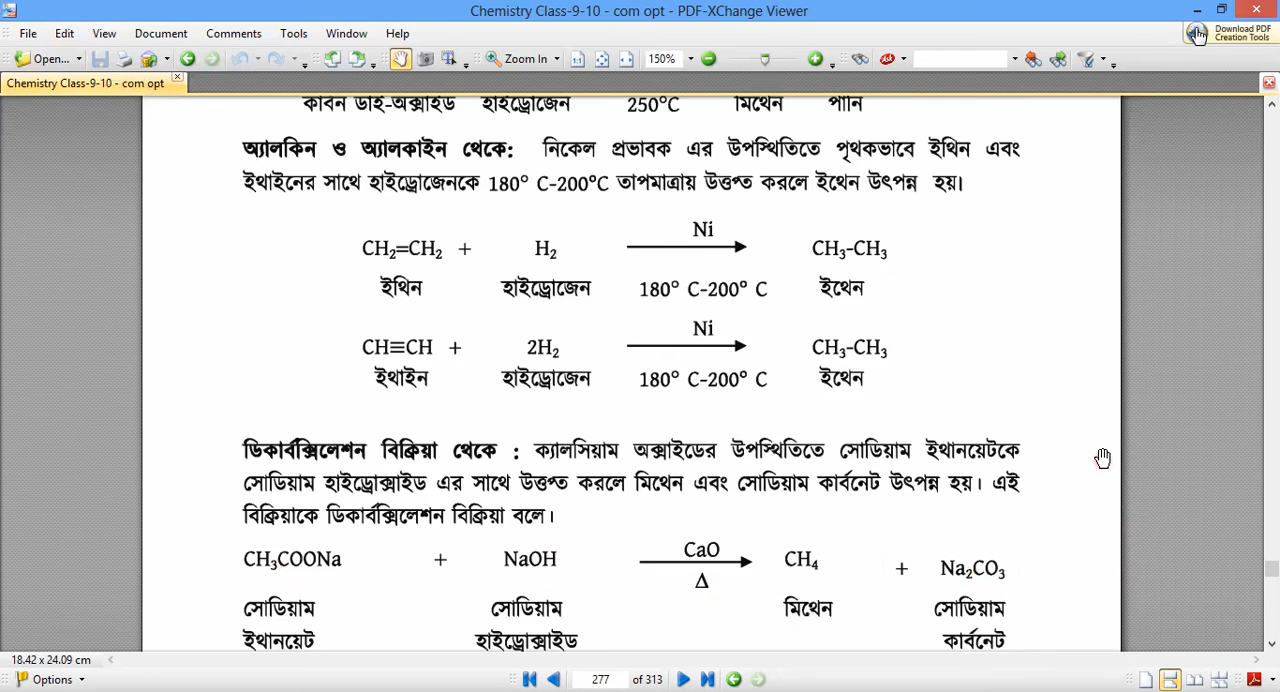 Chemistry Class-9-10 - com opt - PDF-XChange Viewer
File Edit View Document Comments Tools Window Help
Download PDF
Creation Tools
Open... Zoom In 150%
Chemistry Class-9-10 - com opt
কার্বন ডাই-অক্সাইড হাইড্রোজেন 250°C মিথেন পানি
অ্যালকিন ও অ্যালকাইন থেকে: নিকেল প্রভাবক এর উপস্থিতিতে পৃথকভাবে ইথিন এবং
ইথাইনের সাথে হাইড্রোজেনকে 180° C-200°C তাপমাত্রায় উত্তপ্ত করলে ইথেন উৎপন্ন হয়।
Ni
CH₂=CH₂ + H₂ CH₃-CH₃
ইথিন হাইড্রোজেন 180° C-200° C ইথেন
Ni
CH≡CH + 2H₂ CH₃-CH₃
ইথাইন হাইড্রোজেন 180° C-200° C ইথেন
ডিকার্বক্সিলেশন বিক্রিয়া থেকে : ক্যালসিয়াম অক্সাইডের উপস্থিতিতে সোডিয়াম ইথানয়েটকে
সোডিয়াম হাইড্রোক্সাইড এর সাথে উত্তপ্ত করলে মিথেন এবং সোডিয়াম কার্বনেট উৎপন্ন হয়। এই
বিক্রিয়াকে ডিকার্বক্সিলেশন বিক্রিয়া বলে।
CaO
CH₃COONa + NaOH CH₄ + Na₂CO₃
Δ
সোডিয়াম সোডিয়াম মিথেন সোডিয়াম
ইথানয়েট হাইড্রোক্সাইড কার্বনেট
18.42 x 24.09 cm
Options 277 of 313